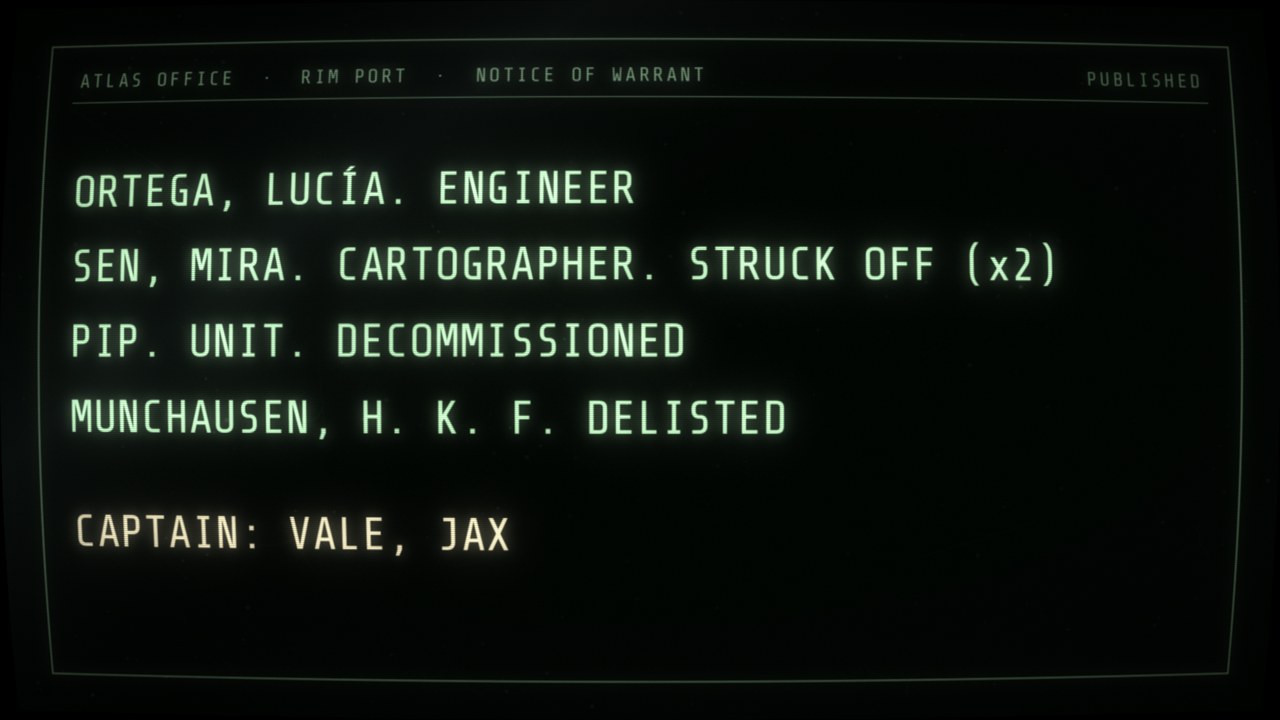 ATLAS OFFICE · RIM PORT · NOTICE OF WARRANT PUBLISHED
ORTEGA, LUCÍA. ENGINEER
SEN, MIRA. CARTOGRAPHER. STRUCK OFF (x2)
PIP. UNIT. DECOMMISSIONED
MUNCHAUSEN, H. K. F. DELISTED
CAPTAIN: VALE, JAX